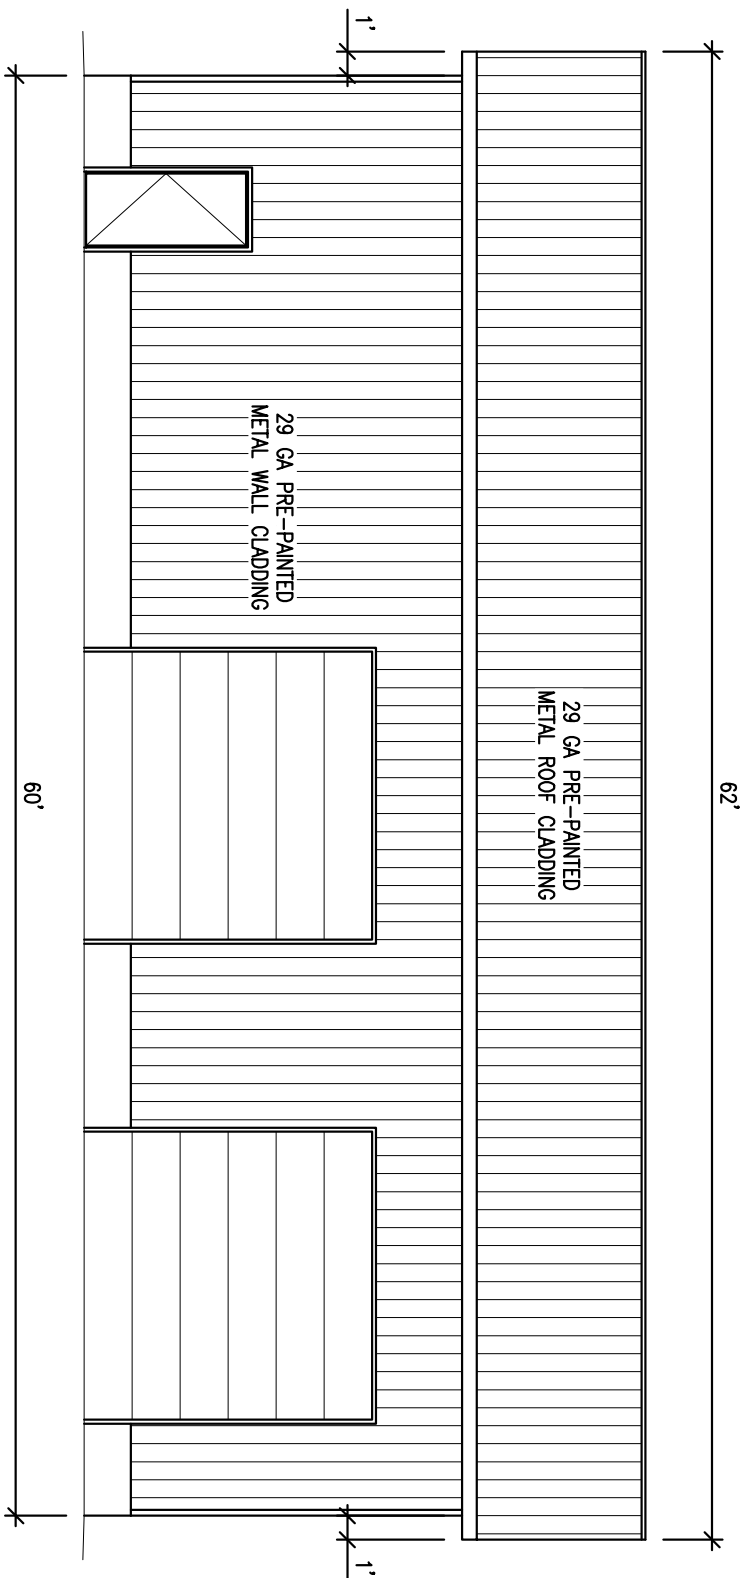 62'
29 GA PRE-PAINTED
METAL ROOF CLADDING
1'
1'
29 GA PRE-PAINTED
METAL WALL CLADDING
60'